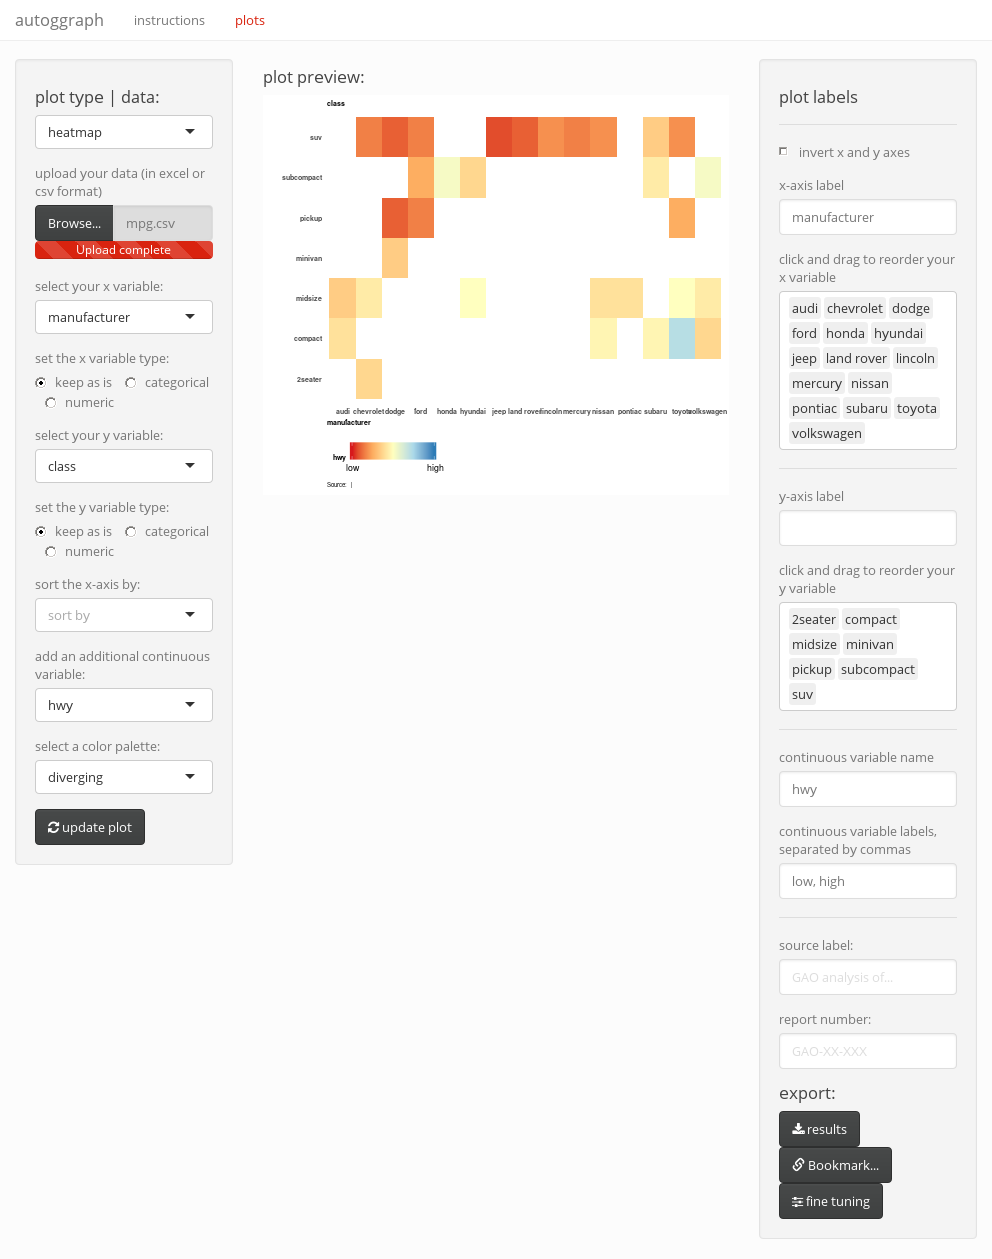 autoggraph instructions plots
plot type | data:
heatmap
upload your data (in excel or
csv format)
Browse... mpg.csv
Upload complete
select your x variable:
manufacturer
set the x variable type:
keep as is categorical
numeric
select your y variable:
class
set the y variable type:
keep as is categorical
numeric
sort the x-axis by:
sort by
add an additional continuous
variable:
hwy
select a color palette:
diverging
update plot
plot preview:
class
suv
subcompact
pickup
minivan
midsize
compact
2seater
audi chevrolet dodge ford honda hyundai jeep land rover lincoln mercury nissan pontiac subaru toyota volkswagen
manufacturer
hwy
low high
Source: |
plot labels
invert x and y axes
x-axis label
manufacturer
click and drag to reorder your
x variable
audi chevrolet dodge
ford honda hyundai
jeep land rover lincoln
mercury nissan
pontiac subaru toyota
volkswagen
y-axis label
click and drag to reorder your
y variable
2seater compact
midsize minivan
pickup subcompact
suv
continuous variable name
hwy
continuous variable labels,
separated by commas
low, high
source label:
GAO analysis of...
report number:
GAO-XX-XXX
export:
results
Bookmark...
fine tuning